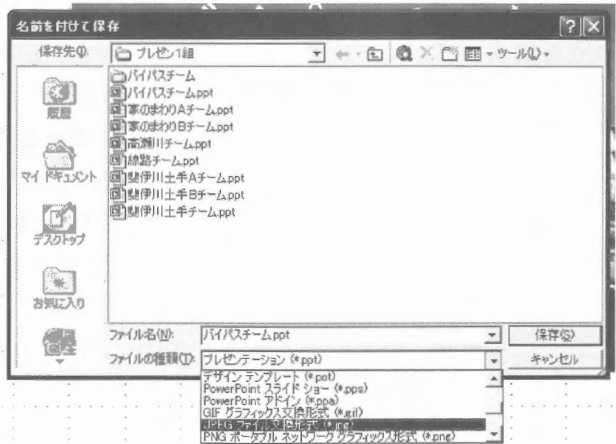 名前を付けて保存
保存先(I):
プレゼン1組
ツール(L)
履歴
マイ ドキュメント
デスクトップ
お気に入り
バイパスチーム
バイパスチーム.ppt
家のまわりAチーム.ppt
家のまわりBチーム.ppt
高瀬川チーム.ppt
線路チーム.ppt
斐伊川土手Aチーム.ppt
斐伊川土手Bチーム.ppt
斐伊川土手チーム.ppt
ファイル名(N):
バイパスチーム.ppt
保存(S)
ファイルの種類(T):
プレゼンテーション (*.ppt)
キャンセル
デザイン テンプレート (*.pot)
PowerPoint スライド ショー (*.pps)
PowerPoint アドイン (*.ppa)
GIF グラフィックス交換形式 (*.gif)
JPEG ファイル交換形式 (*.jpg)
PNG ポータブル ネットワーク グラフィックス形式 (*.png)